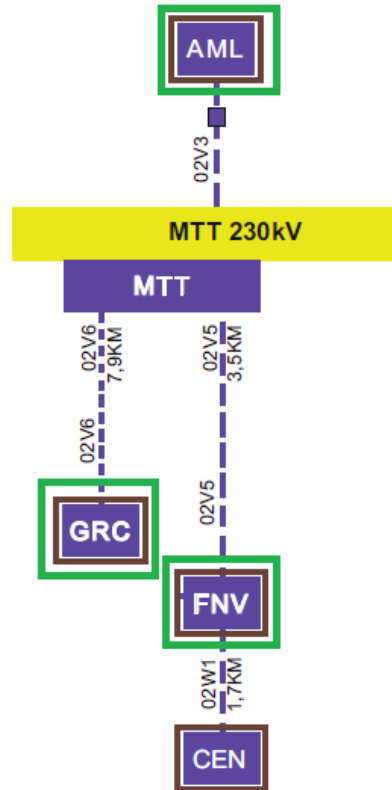 AML
02V3
MTT 230kV
MTT
02V6
7,9KM
02V5
3,5KM
02V6
02V5
GRC
FNV
02W1
1,7KM
CEN